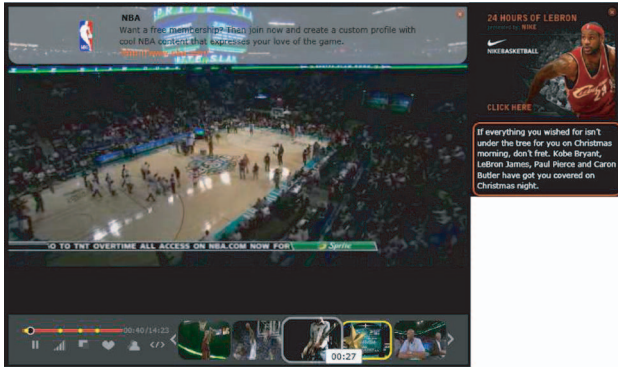 NBA
Want a free membership? Then join now and create a custom profile with
cool NBA content that expresses your love of the game.
24 HOURS OF LEBRON
NIKE
NIKEBASKETBALL
CLICK HERE
If everything you wished for isn't
under the tree for you on Christmas
morning, don't fret. Kobe Bryant,
LeBron James, Paul Pierce and Caron
Butler have got you covered on
Christmas night.
GO TO TNT OVERTIME ALL ACCESS ON NBA.COM NOW FOR
Sprint
00:40/14:23
00:27